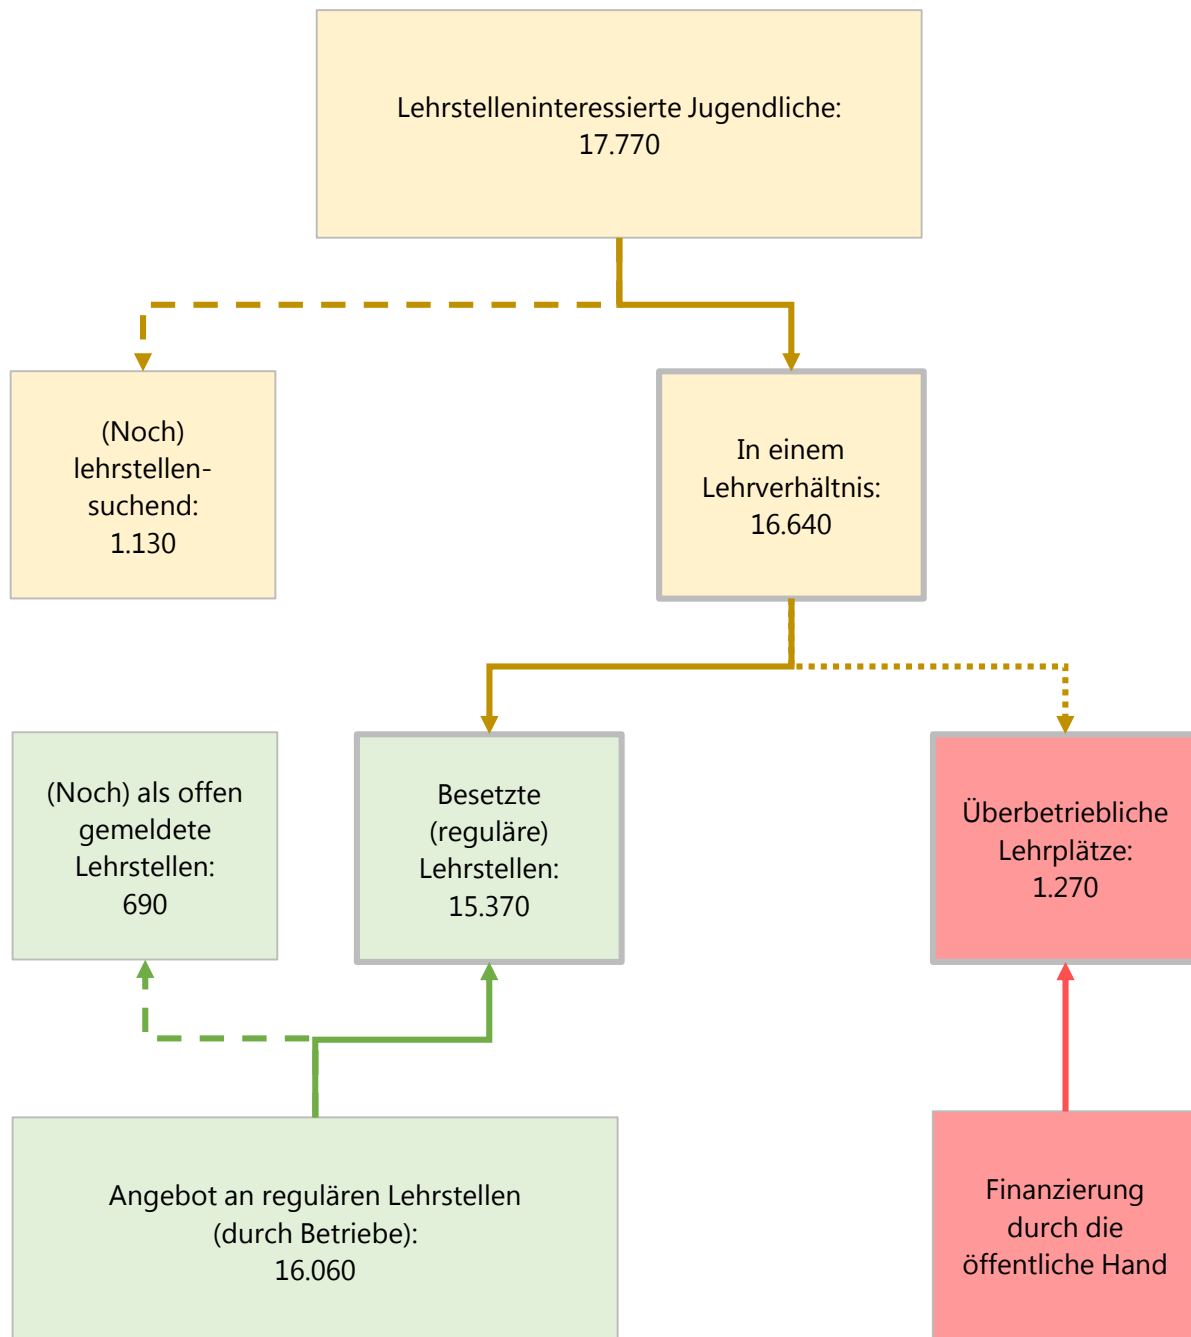 Lehrstelleninteressierte Jugendliche:
17.770
(Noch)
lehrstellen-
suchend:
1.130
In einem
Lehrverhältnis:
16.640
(Noch) als offen
gemeldete
Lehrstellen:
690
Besetzte
(reguläre)
Lehrstellen:
15.370
Überbetriebliche
Lehrplätze:
1.270
Angebot an regulären Lehrstellen
(durch Betriebe):
16.060
Finanzierung
durch die
öffentliche Hand